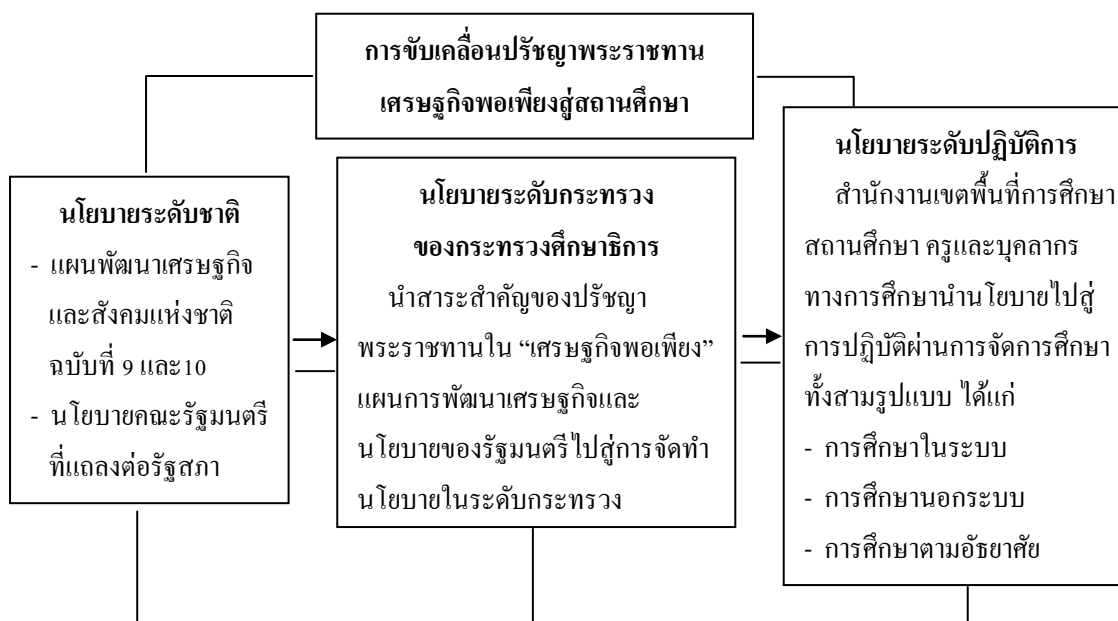 การขับเคลื่อนปรัชญาพระราชทาน
เศรษฐกิจพอเพียงสู่สถานศึกษา
นโยบายระดับชาติ
- แผนพัฒนาเศรษฐกิจ
และสังคมแห่งชาติ
ฉบับที่ 9 และ10
- นโยบายคณะรัฐมนตรี
ที่แถลงต่อรัฐสภา
นโยบายระดับกระทรวง
ของกระทรวงศึกษาธิการ
นำสาระสำคัญของปรัชญา
พระราชทานใน “เศรษฐกิจพอเพียง”
แผนการพัฒนาเศรษฐกิจและ
นโยบายของรัฐมนตรีไปสู่การจัดทำ
นโยบายในระดับกระทรวง
นโยบายระดับปฏิบัติการ
สำนักงานเขตพื้นที่การศึกษา
สถานศึกษา ครูและบุคลากร
ทางการศึกษานำนโยบายไปสู่
การปฏิบัติผ่านการจัดการศึกษา
ทั้งสามรูปแบบ ได้แก่
- การศึกษาในระบบ
- การศึกษานอกระบบ
- การศึกษาตามอัธยาศัย